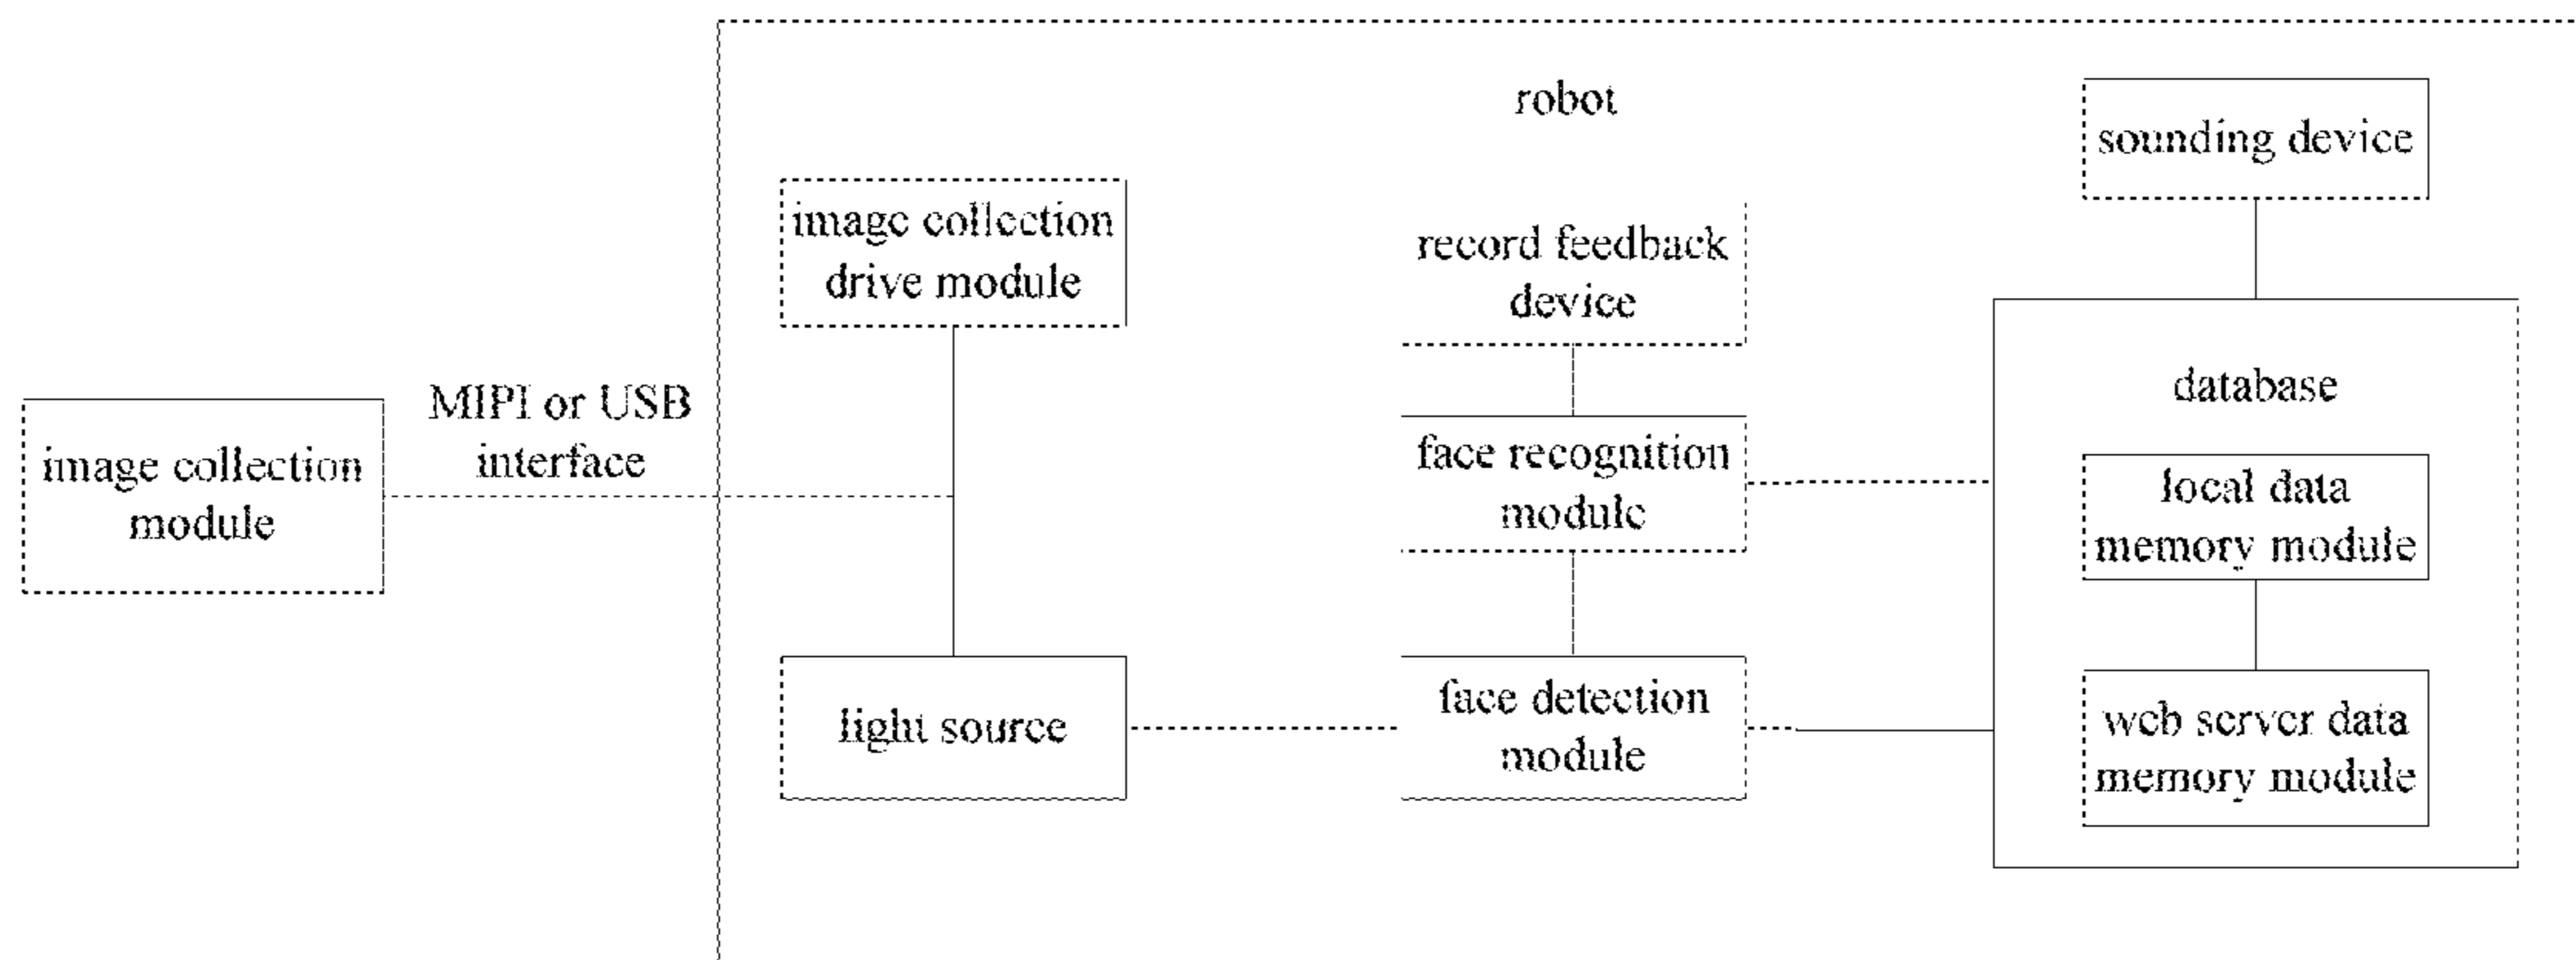 robot
sounding device
image collection
drive module
record feedback
device
MIPI or USB
interface
image collection
module
database
face recognition
module
local data
memory module
light source
face detection
module
web server data
memory module